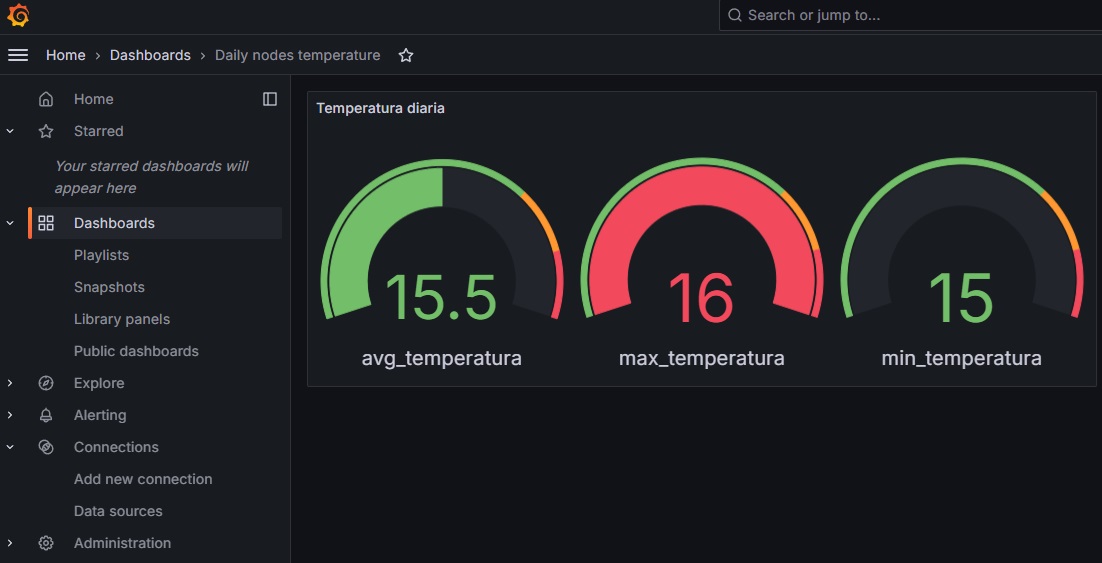 Search or jump to...
Home › Dashboards › Daily nodes temperature
Home
Starred
Your starred dashboards will
appear here
Dashboards
Playlists
Snapshots
Library panels
Public dashboards
Explore
Alerting
Connections
Add new connection
Data sources
Administration
Temperatura diaria
15.5
avg_temperatura
16
max_temperatura
15
min_temperatura